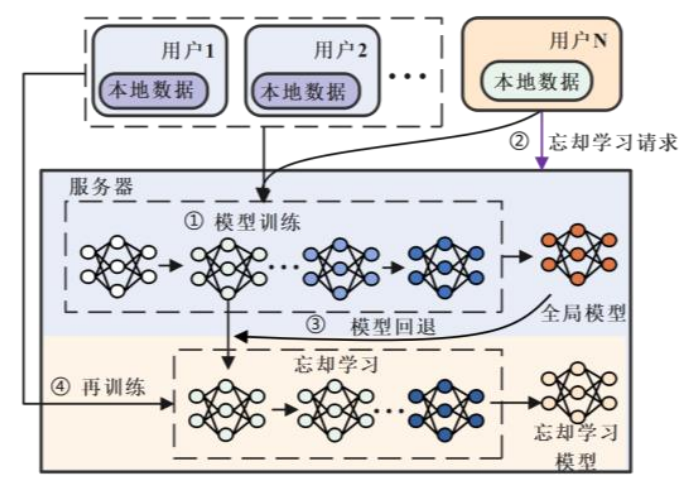 用户1
本地数据
用户2
本地数据
...
用户N
本地数据
② 忘却学习请求
服务器
① 模型训练
...
全局模型
③ 模型回退
忘却学习
④ 再训练
...
忘却学习
模型